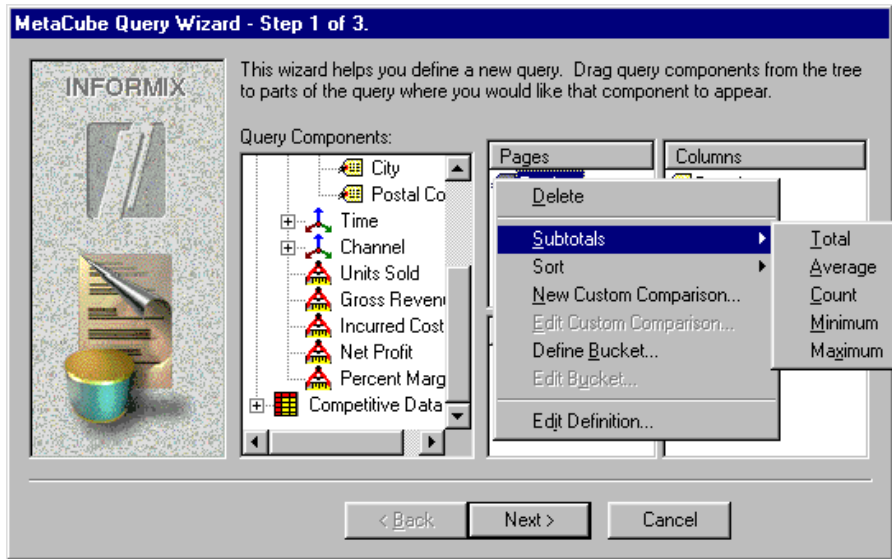 MetaCube Query Wizard - Step 1 of 3.
INFORMIX
This wizard helps you define a new query. Drag query components from the tree
to parts of the query where you would like that component to appear.
Query Components:
City
Postal Co
Time
Channel
Units Sold
Gross Reven
Incurred Cost
Net Profit
Percent Marg
Competitive Data
Pages
Columns
Delete
Subtotals
Sort
New Custom Comparison...
Edit Custom Comparison...
Define Bucket...
Edit Bucket...
Edit Definition...
Total
Average
Count
Minimum
Maximum
< Back
Next >
Cancel